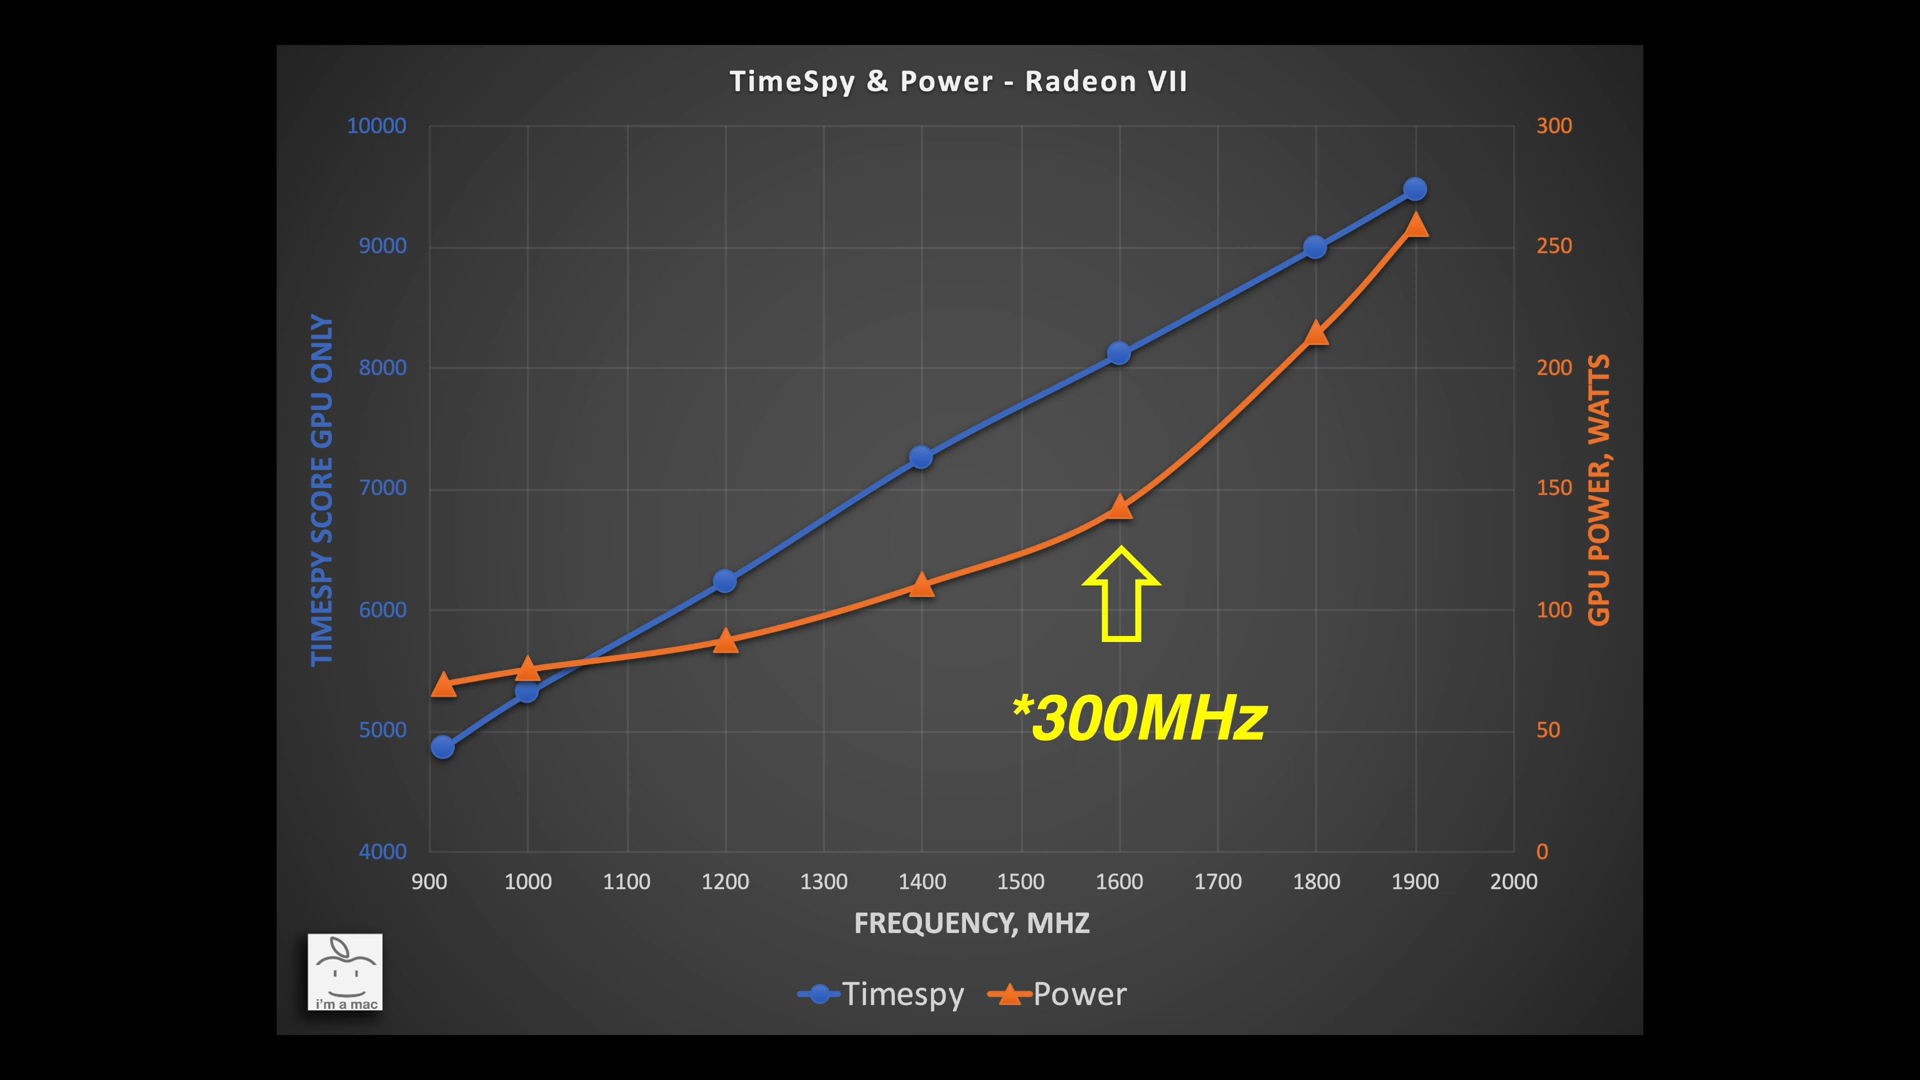 TimeSpy & Power - Radeon VII
10000
9000
8000
7000
6000
5000
4000
TIMESPY SCORE GPU ONLY
300
250
200
150
100
50
0
GPU POWER, WATTS
*300MHz
900 1000 1100 1200 1300 1400 1500 1600 1700 1800 1900 2000
FREQUENCY, MHZ
Timespy Power
i'm a mac